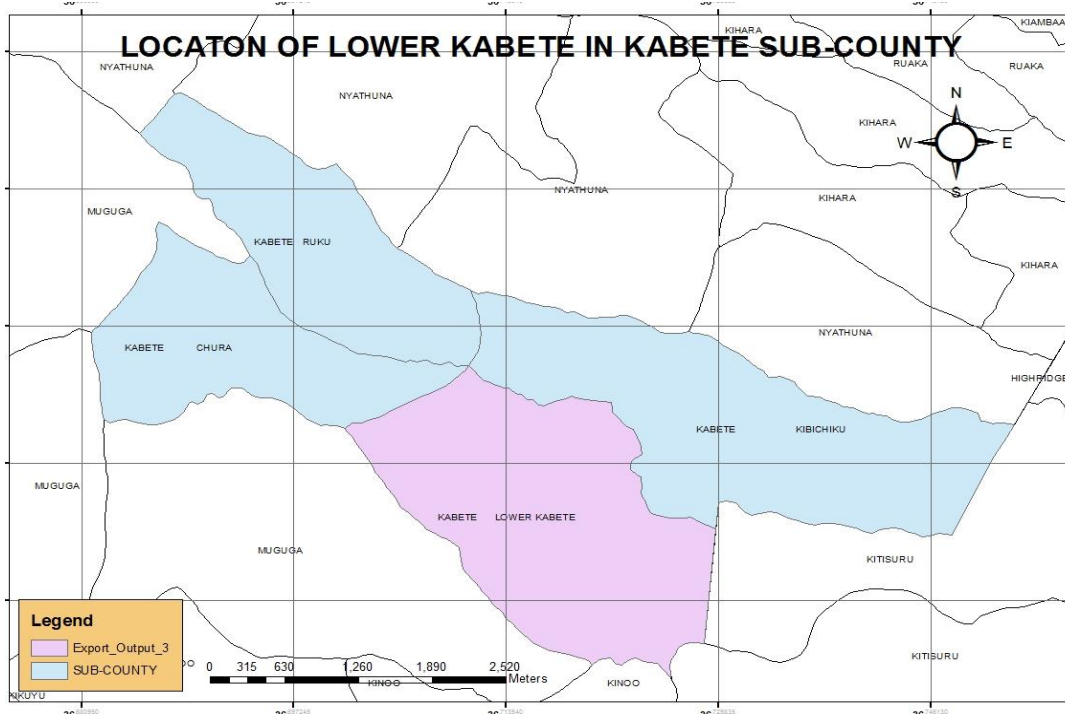 LOCATON OF LOWER KABETE IN KABETE SUB-COUNTY
KIHARA
KIAMBAA
NYATHUNA
RUAKA
RUAKA
NYATHUNA
KIHARA
N
W E
S
NYATHUNA
KIHARA
MUGUGA
KABETE RUKU
KIHARA
NYATHUNA
KABETE CHURA
HIGHRIDGE
KABETE KIBICHIKU
MUGUGA
KABETE LOWER KABETE
MUGUGA
KITISURU
KITISURU
Legend
Export_Output_3
SUB-COUNTY
0 315 630 1,260 1,890 2,520
Meters
KINOO
KINOO
KIKUYU